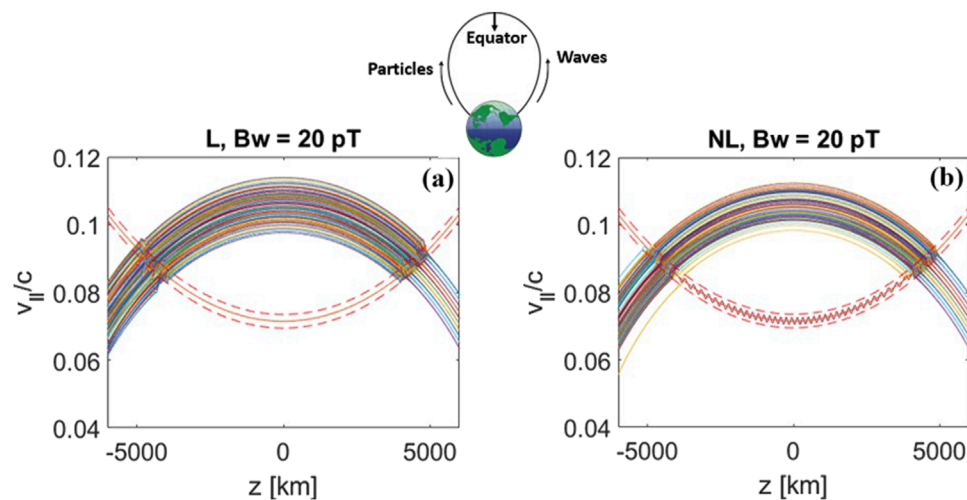 Equator
Particles
Waves
L, Bw = 20 pT
(a)
v||/c
0.12
0.1
0.08
0.06
0.04
-5000
0
5000
z [km]
NL, Bw = 20 pT
(b)
v||/c
0.12
0.1
0.08
0.06
0.04
-5000
0
5000
z [km]